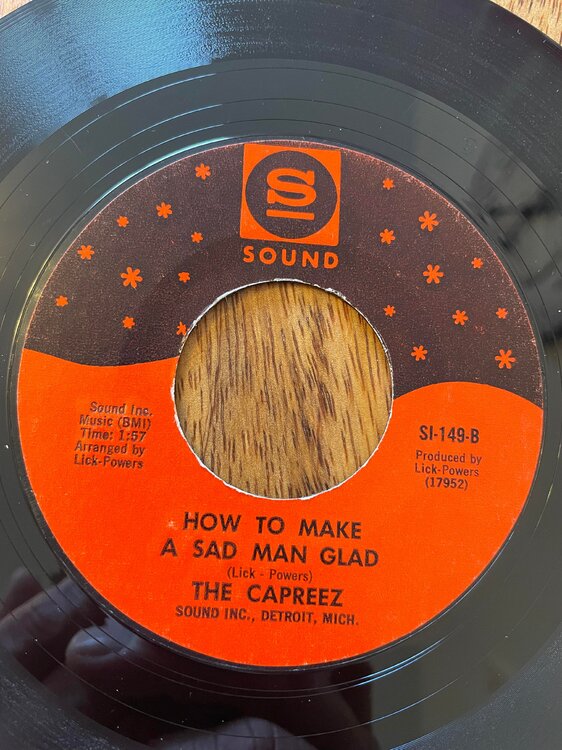 S
SOUND
Sound Inc.
Music (BMI)
Time: 1:57
Arranged by
Lick-Powers
SI-149-B
Produced by
Lick-Powers
(17952)
HOW TO MAKE
A SAD MAN GLAD
(Lick - Powers)
THE CAPREEZ
SOUND INC., DETROIT, MICH.